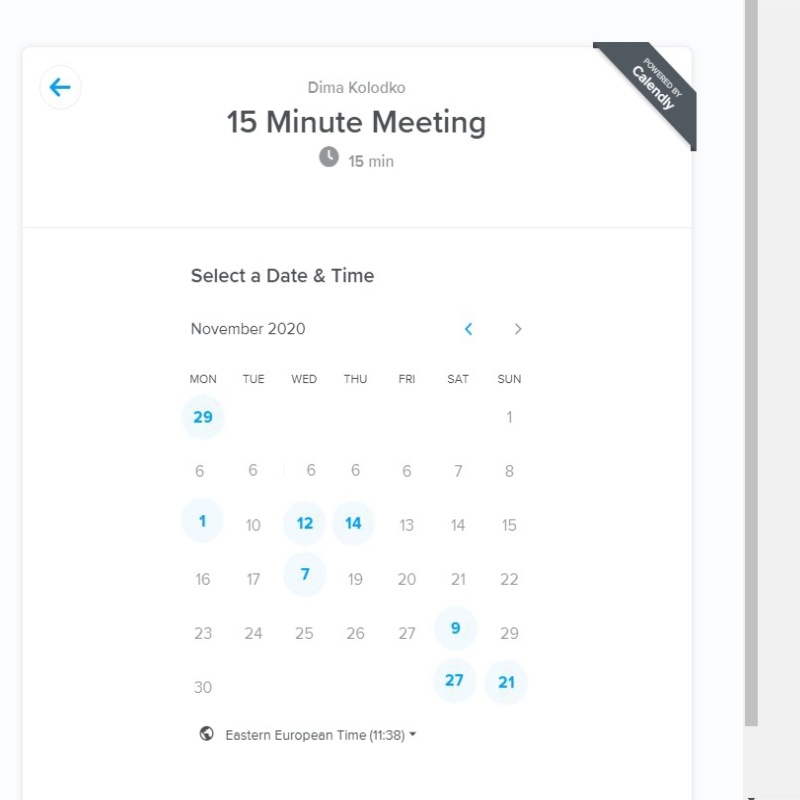 POWERED BY
Calendly
Dima Kolodko
15 Minute Meeting
15 min
Select a Date & Time
November 2020
MON TUE WED THU FRI SAT SUN
29 1
6 6 6 6 6 7 8
1 10 12 14 13 14 15
16 17 7 19 20 21 22
23 24 25 26 27 9 29
30 27 21
Eastern European Time (11:38)